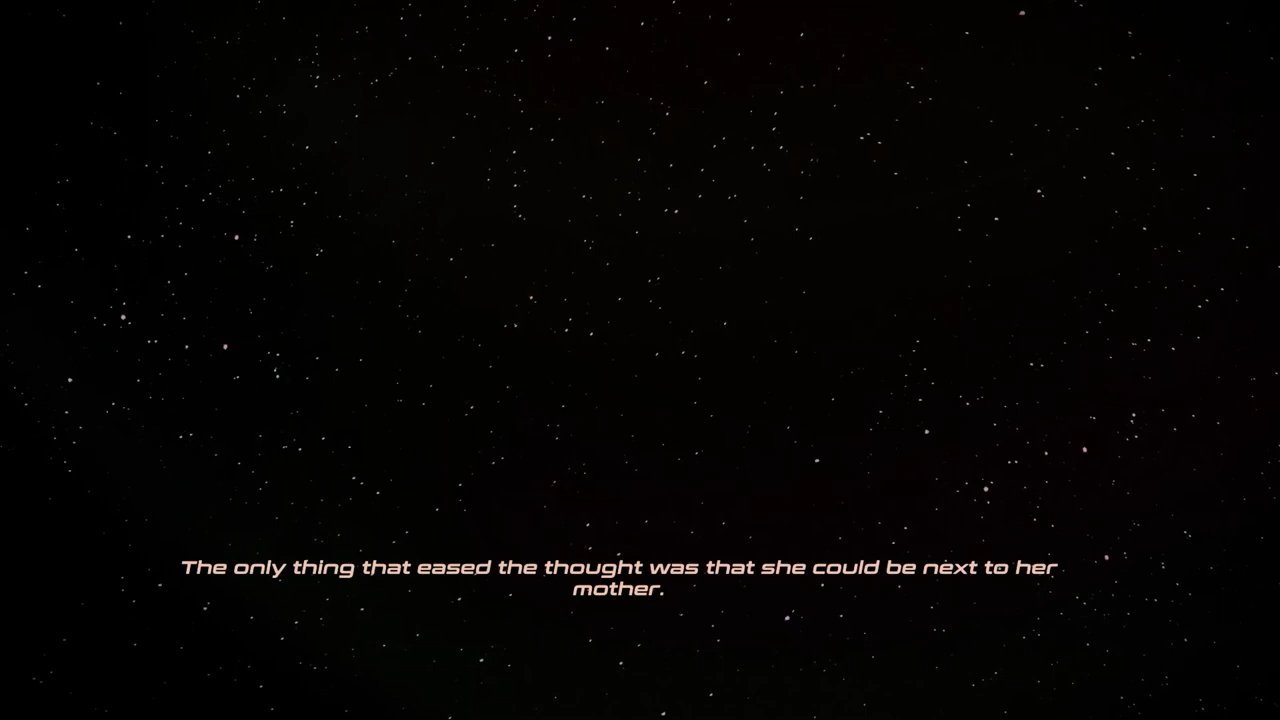 The only thing that eased the thought was that she could be next to her
mother.